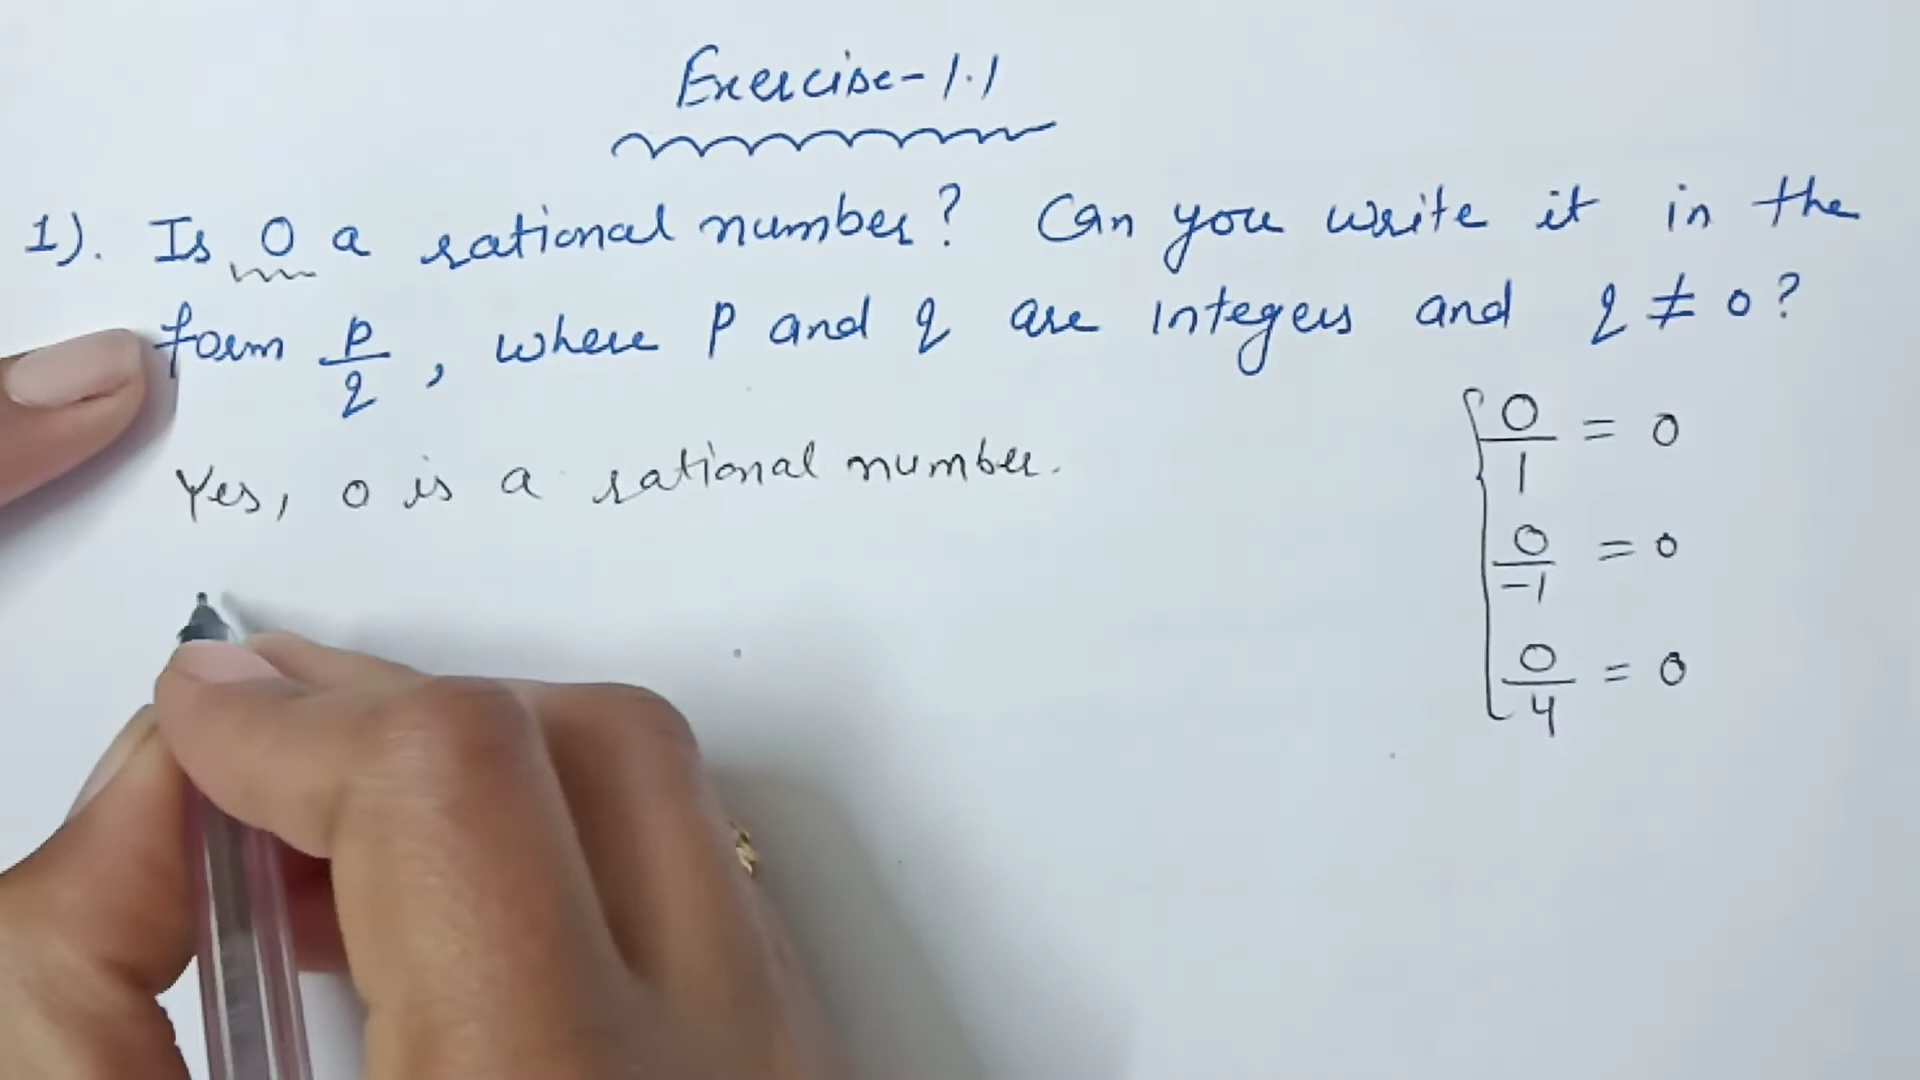 Exercise-1.1
1). Is 0 a rational number? Can you write it in the
form p/q, where p and q are integers and q ≠ 0?
Yes, 0 is a rational number.
0/1 = 0
0/-1 = 0
0/4 = 0